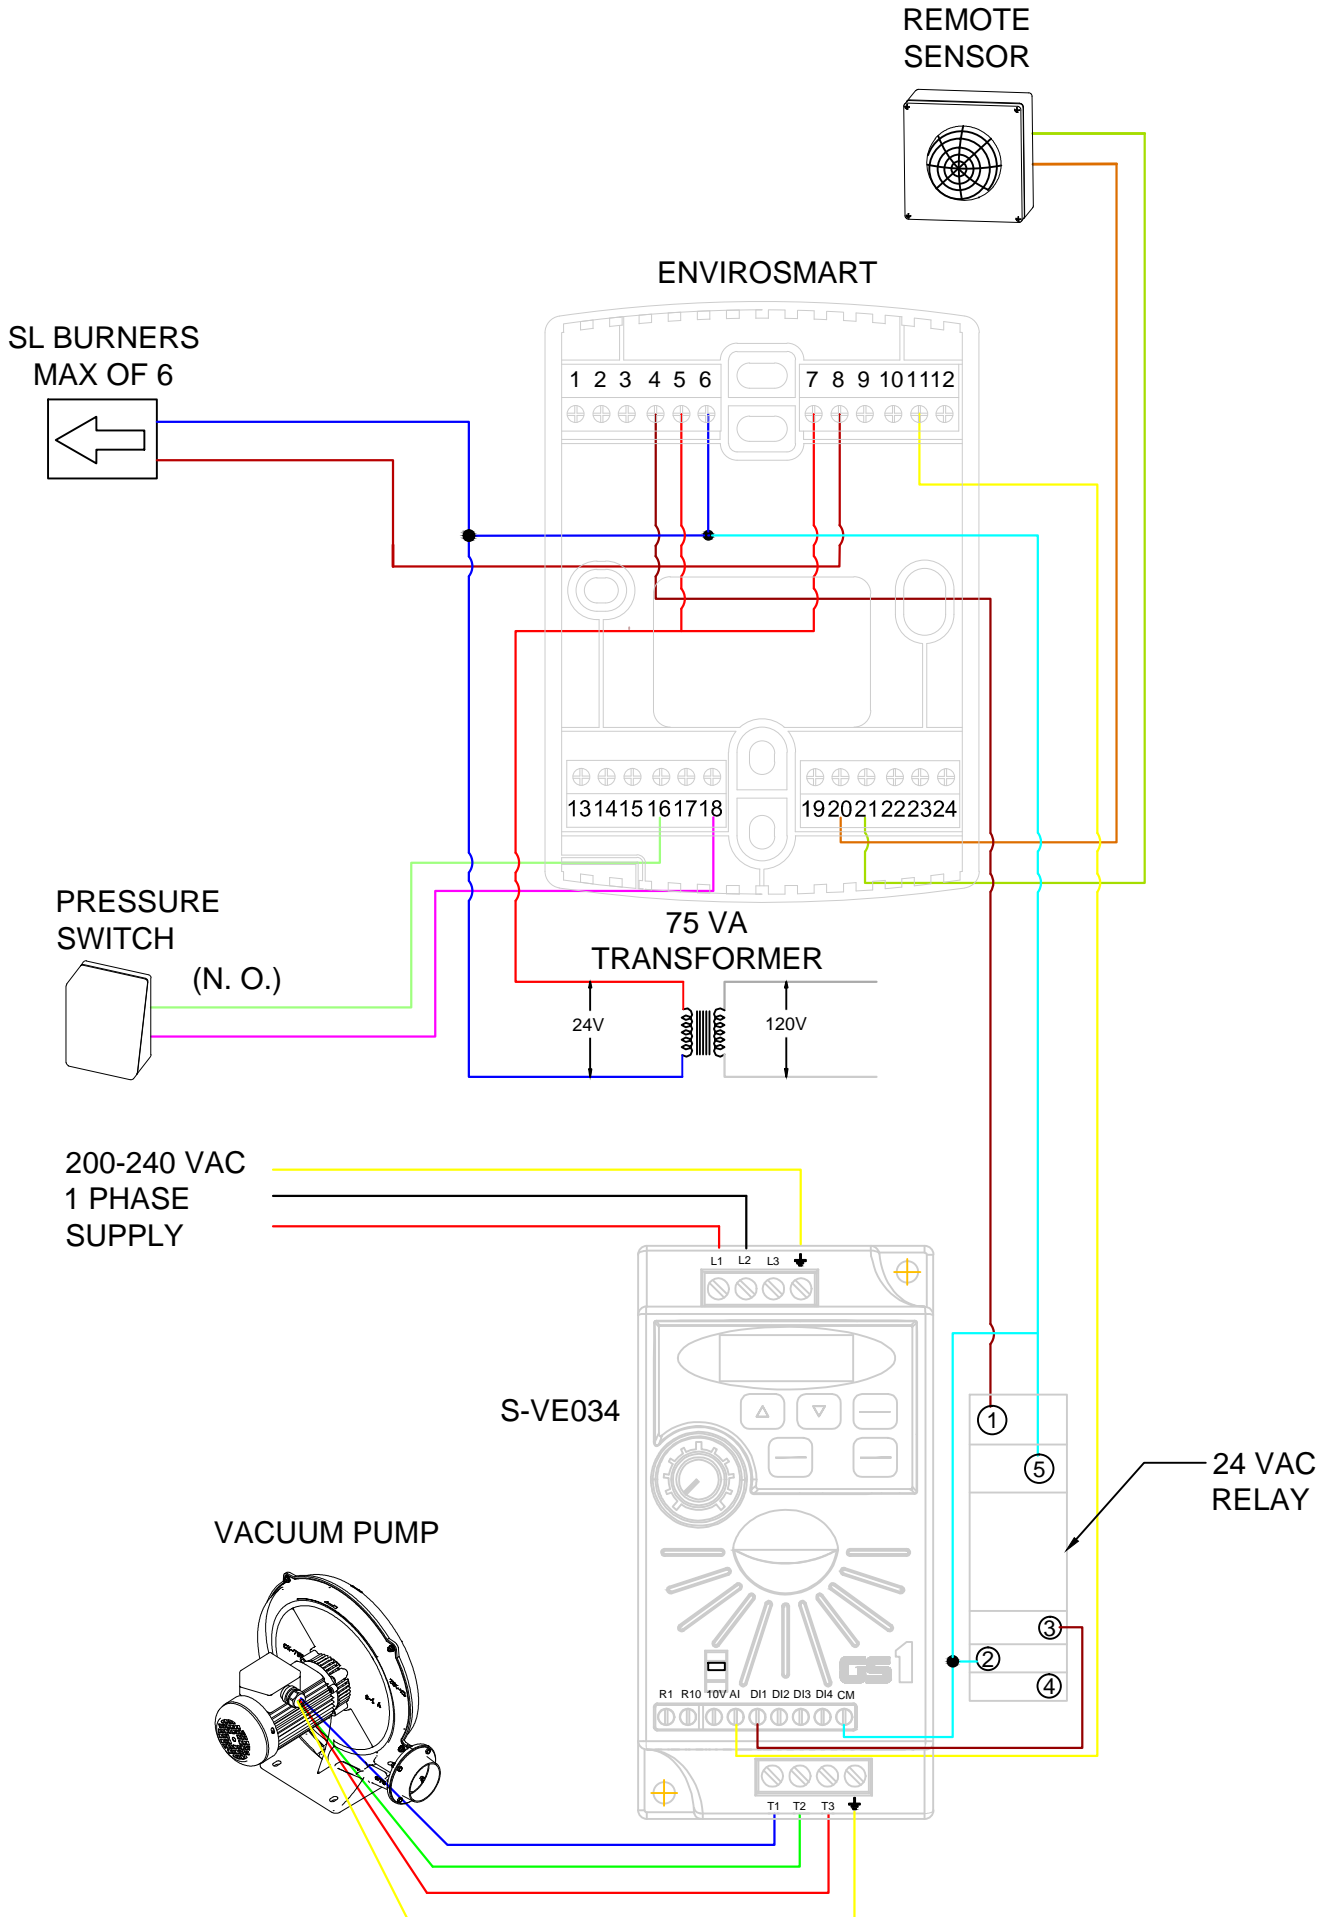 REMOTE
SENSOR
ENVIROSMART
SL BURNERS
MAX OF 6
1 2 3 4 5 6 7 8 9 10 11 12
13 14 15 16 17 18 19 20 21 22 23 24
PRESSURE
SWITCH
(N. O.)
75 VA
TRANSFORMER
24V
120V
200-240 VAC
1 PHASE
SUPPLY
L1 L2 L3
S-VE034
1
5
24 VAC
RELAY
VACUUM PUMP
3
2
4
GS1
R1 R10 10V AI DI1 DI2 DI3 DI4 CM
T1 T2 T3